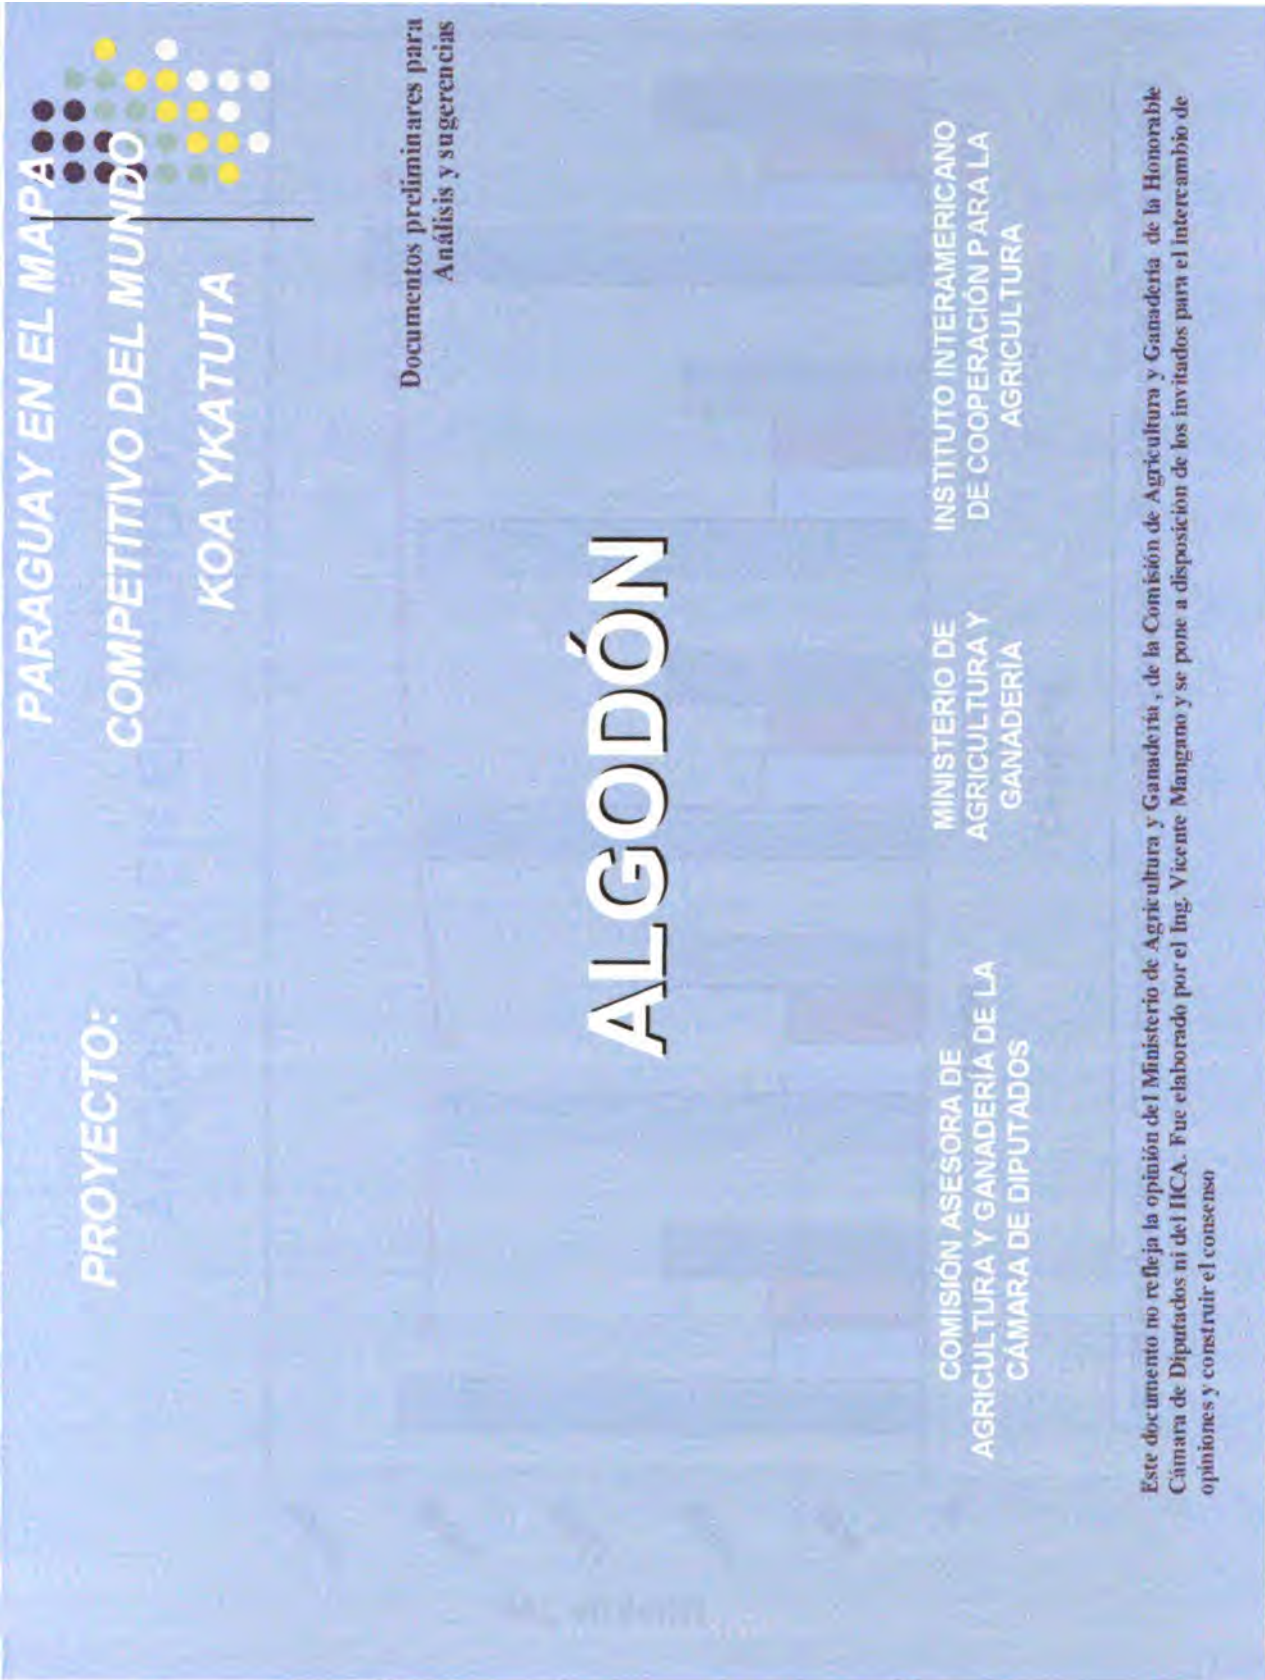 PROYECTO:
PARAGUAY EN EL MAPA
COMPETITIVO DEL MUNDO
KOA YKATUTA
Documentos preliminares para
Análisis y sugerencias
ALGODÓN
COMISIÓN ASESORA DE
AGRICULTURA Y GANADERÍA DE LA
CÁMARA DE DIPUTADOS
MINISTERIO DE
AGRICULTURA Y
GANADERÍA
INSTITUTO INTERAMERICANO
DE COOPERACIÓN PARA LA
AGRICULTURA
Este documento no refleja la opinión del Ministerio de Agricultura y Ganadería , de la Comisión de Agricultura y Ganadería de la Honorable
Cámara de Diputados ni del IICA. Fue elaborado por el Ing. Vicente Mangano y se pone a disposición de los invitados para el intercambio de
opiniones y construir el consenso